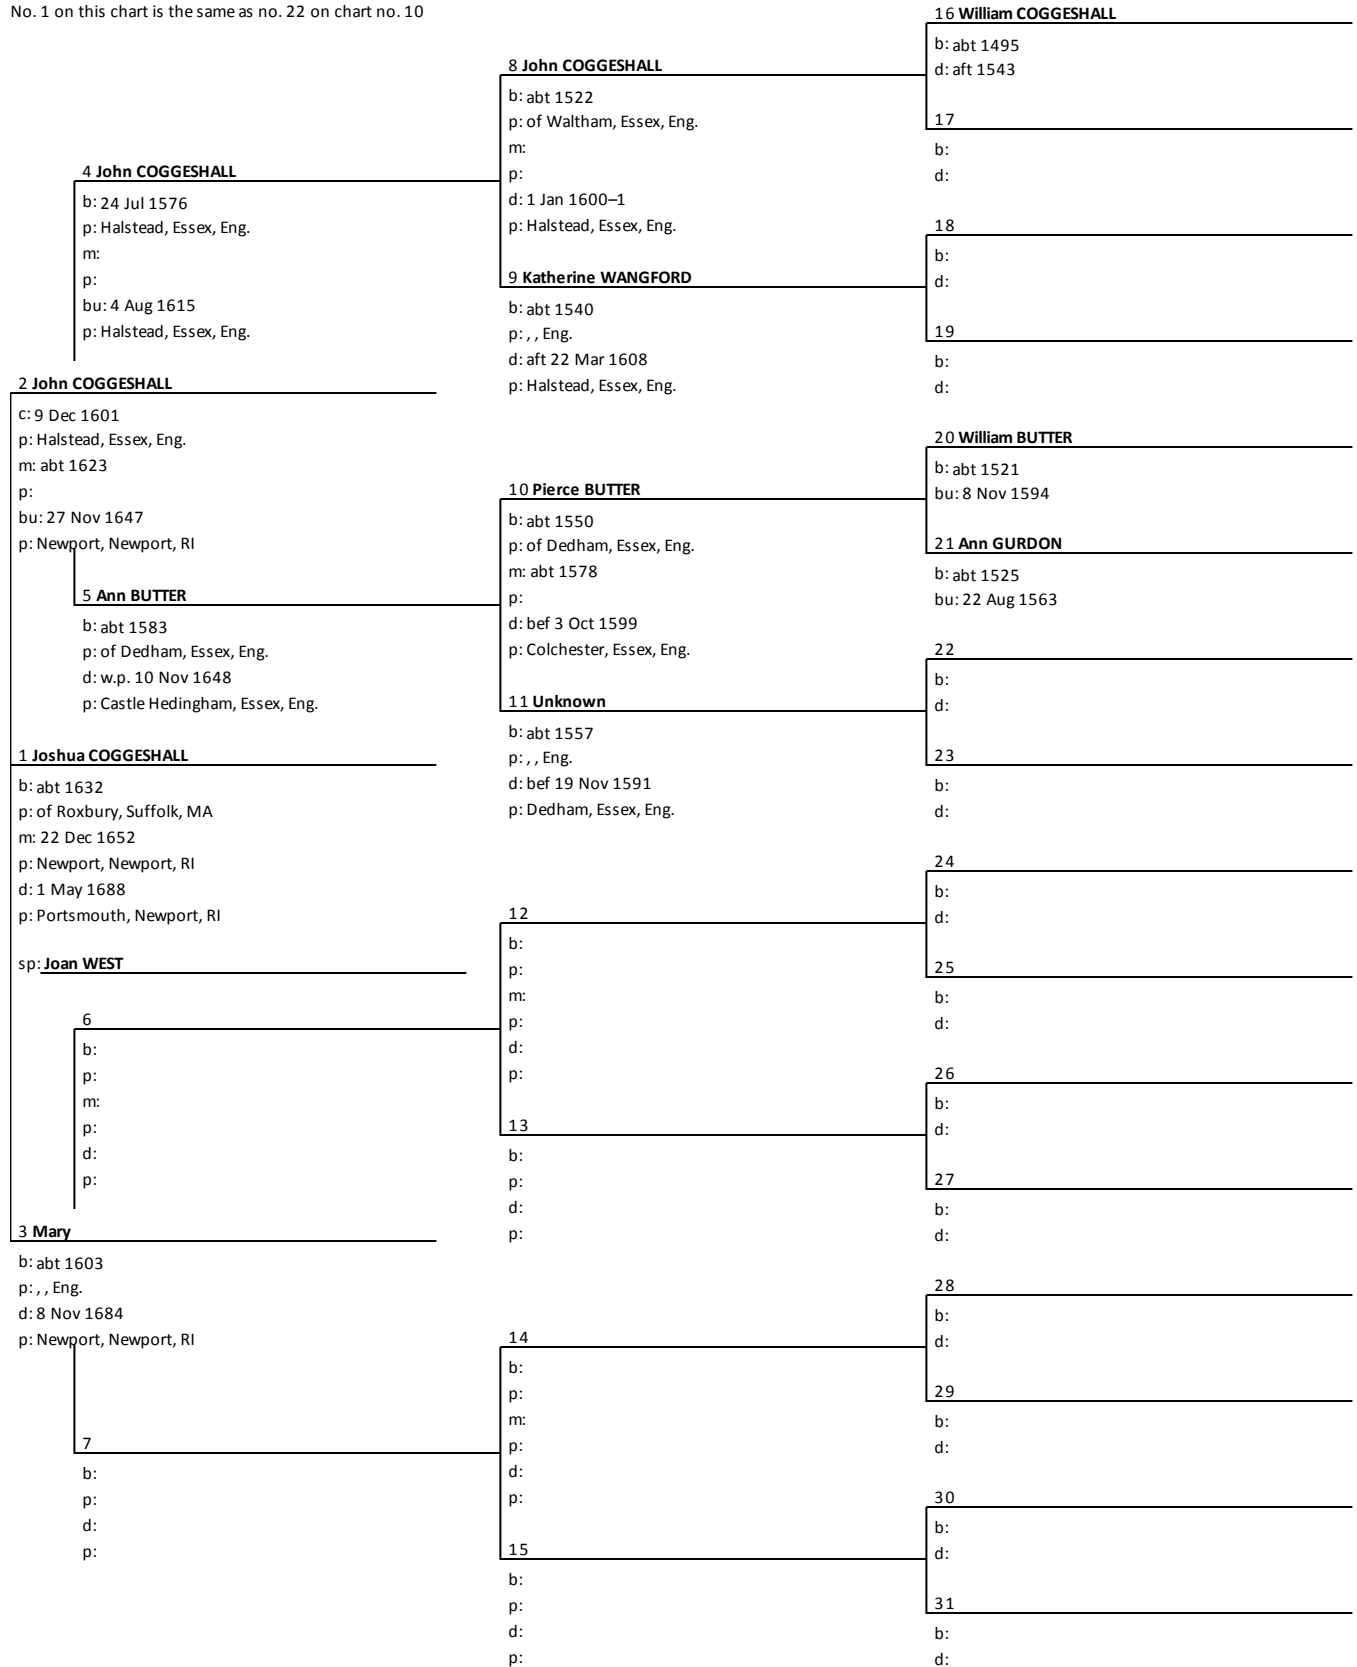 No. 1 on this chart is the same as no. 22 on chart no. 10
2 John COGGESHALL
c: 9 Dec 1601
p: Halstead, Essex, Eng.
m: abt 1623
p:
bu: 27 Nov 1647
p: Newport, Newport, RI
1 Joshua COGGESHALL
b: abt 1632
p: of Roxbury, Suffolk, MA
m: 22 Dec 1652
p: Newport, Newport, RI
d: 1 May 1688
p: Portsmouth, Newport, RI
sp: Joan WEST
3 Mary
b: abt 1603
p: , , Eng.
d: 8 Nov 1684
p: Newport, Newport, RI
4 John COGGESHALL
b: 24 Jul 1576
p: Halstead, Essex, Eng.
m:
p:
bu: 4 Aug 1615
p: Halstead, Essex, Eng.
5 Ann BUTTER
b: abt 1583
p: of Dedham, Essex, Eng.
d: w.p. 10 Nov 1648
p: Castle Hedingham, Essex, Eng.
6
b:
p:
m:
p:
d:
p:
7
b:
p:
d:
p:
8 John COGGESHALL
b: abt 1522
p: of Waltham, Essex, Eng.
m:
p:
d: 1 Jan 1600–1
p: Halstead, Essex, Eng.
9 Katherine WANGFORD
b: abt 1540
p: , , Eng.
d: aft 22 Mar 1608
p: Halstead, Essex, Eng.
10 Pierce BUTTER
b: abt 1550
p: of Dedham, Essex, Eng.
m: abt 1578
p:
d: bef 3 Oct 1599
p: Colchester, Essex, Eng.
11 Unknown
b: abt 1557
p: , , Eng.
d: bef 19 Nov 1591
p: Dedham, Essex, Eng.
12
b:
p:
m:
p:
d:
p:
13
b:
p:
d:
p:
14
b:
p:
m:
p:
d:
p:
15
b:
p:
d:
p:
16 William COGGESHALL
b: abt 1495
d: aft 1543
17
b:
d:
18
b:
d:
19
b:
d:
20 William BUTTER
b: abt 1521
bu: 8 Nov 1594
21 Ann GURDON
b: abt 1525
bu: 22 Aug 1563
22
b:
d:
23
b:
d:
24
b:
d:
25
b:
d:
26
b:
d:
27
b:
d:
28
b:
d:
29
b:
d:
30
b:
d:
31
b:
d: